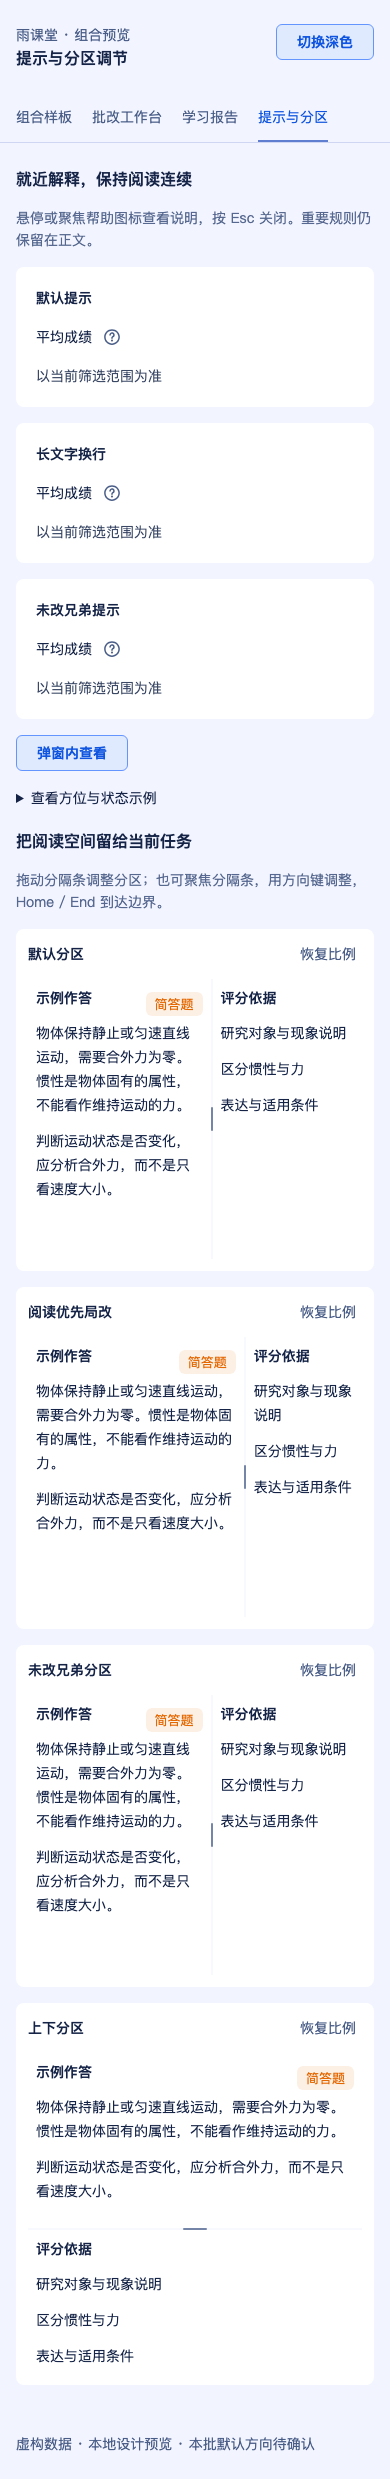 雨课堂 · 组合预览
提示与分区调节
切换深色
组合样板
批改工作台
学习报告
提示与分区
就近解释，保持阅读连续
悬停或聚焦帮助图标查看说明，按 Esc 关闭。重要规则仍
保留在正文。
默认提示
平均成绩
以当前筛选范围为准
长文字换行
平均成绩
以当前筛选范围为准
未改兄弟提示
平均成绩
以当前筛选范围为准
弹窗内查看
查看方位与状态示例
把阅读空间留给当前任务
拖动分隔条调整分区；也可聚焦分隔条，用方向键调整，
Home / End 到达边界。
默认分区
恢复比例
示例作答
简答题
物体保持静止或匀速直线
运动，需要合外力为零。
惯性是物体固有的属性，
不能看作维持运动的力。
判断运动状态是否变化，
应分析合外力，而不是只
看速度大小。
评分依据
研究对象与现象说明
区分惯性与力
表达与适用条件
阅读优先局改
恢复比例
示例作答
简答题
物体保持静止或匀速直线运动，
需要合外力为零。惯性是物体固
有的属性，不能看作维持运动的
力。
判断运动状态是否变化，应分析
合外力，而不是只看速度大小。
评分依据
研究对象与现象
说明
区分惯性与力
表达与适用条件
未改兄弟分区
恢复比例
示例作答
简答题
物体保持静止或匀速直线
运动，需要合外力为零。
惯性是物体固有的属性，
不能看作维持运动的力。
判断运动状态是否变化，
应分析合外力，而不是只
看速度大小。
评分依据
研究对象与现象说明
区分惯性与力
表达与适用条件
上下分区
恢复比例
示例作答
简答题
物体保持静止或匀速直线运动，需要合外力为零。
惯性是物体固有的属性，不能看作维持运动的力。
判断运动状态是否变化，应分析合外力，而不是只
看速度大小。
评分依据
研究对象与现象说明
区分惯性与力
表达与适用条件
虚构数据 · 本地设计预览 · 本批默认方向待确认